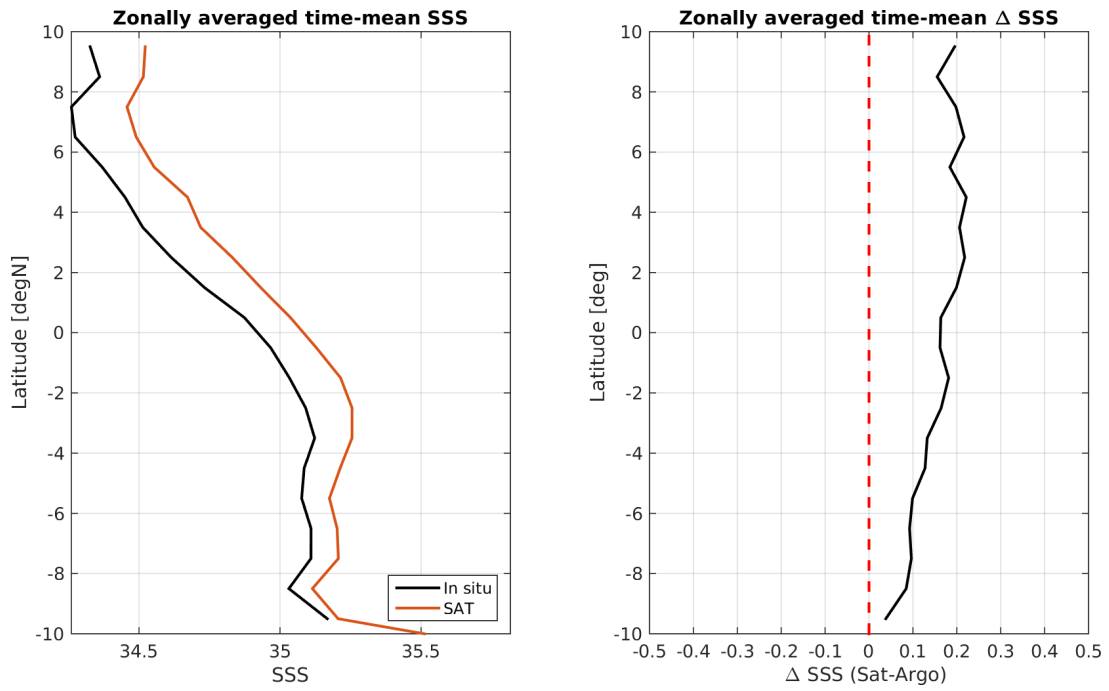 Zonally averaged time-mean SSS
10
8
6
4
2
0
-2
-4
-6
-8
-10
Latitude [degN]
34.5 35 35.5
SSS
In situ
SAT
Zonally averaged time-mean Δ SSS
10
8
6
4
2
0
-2
-4
-6
-8
-10
Latitude [deg]
-0.5 -0.4 -0.3 -0.2 -0.1 0 0.1 0.2 0.3 0.4 0.5
Δ SSS (Sat-Argo)